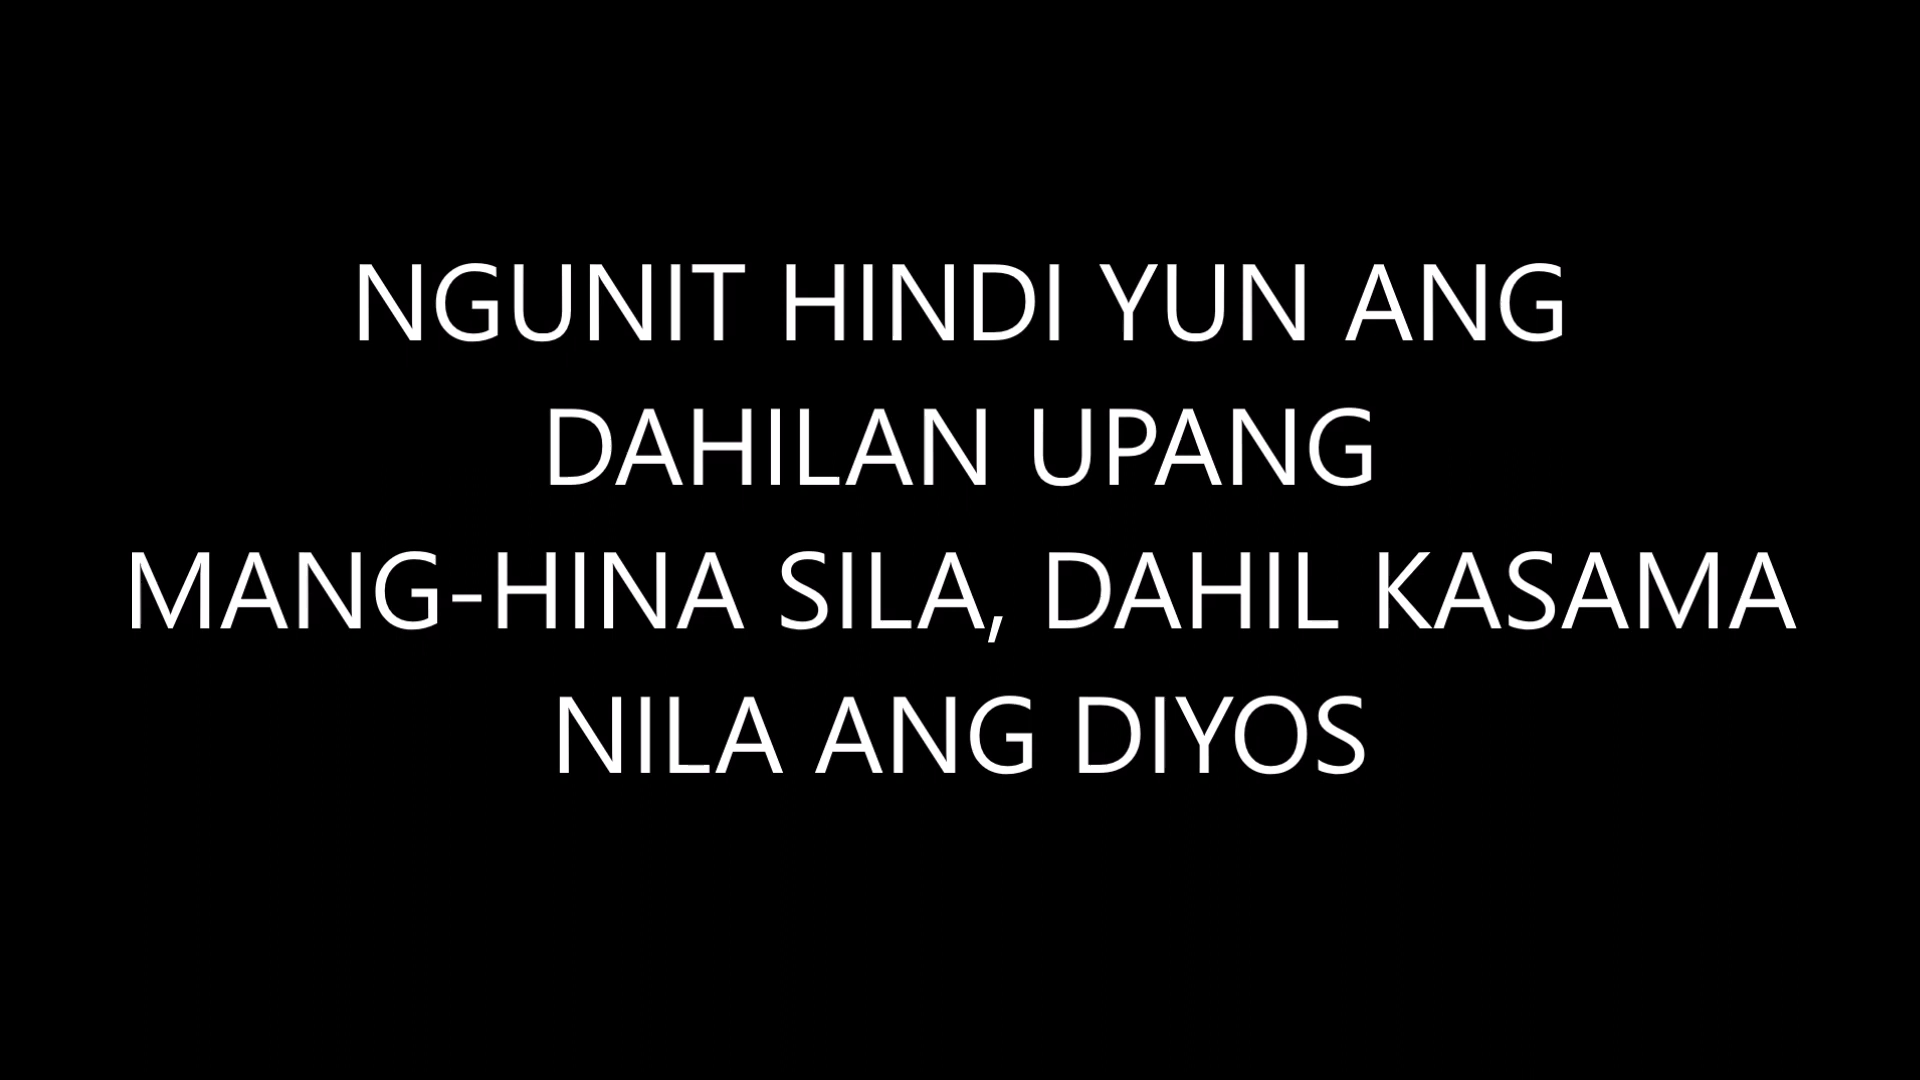 NGUNIT HINDI YUN ANG
DAHILAN UPANG
MANG-HINA SILA, DAHIL KASAMA
NILA ANG DIYOS